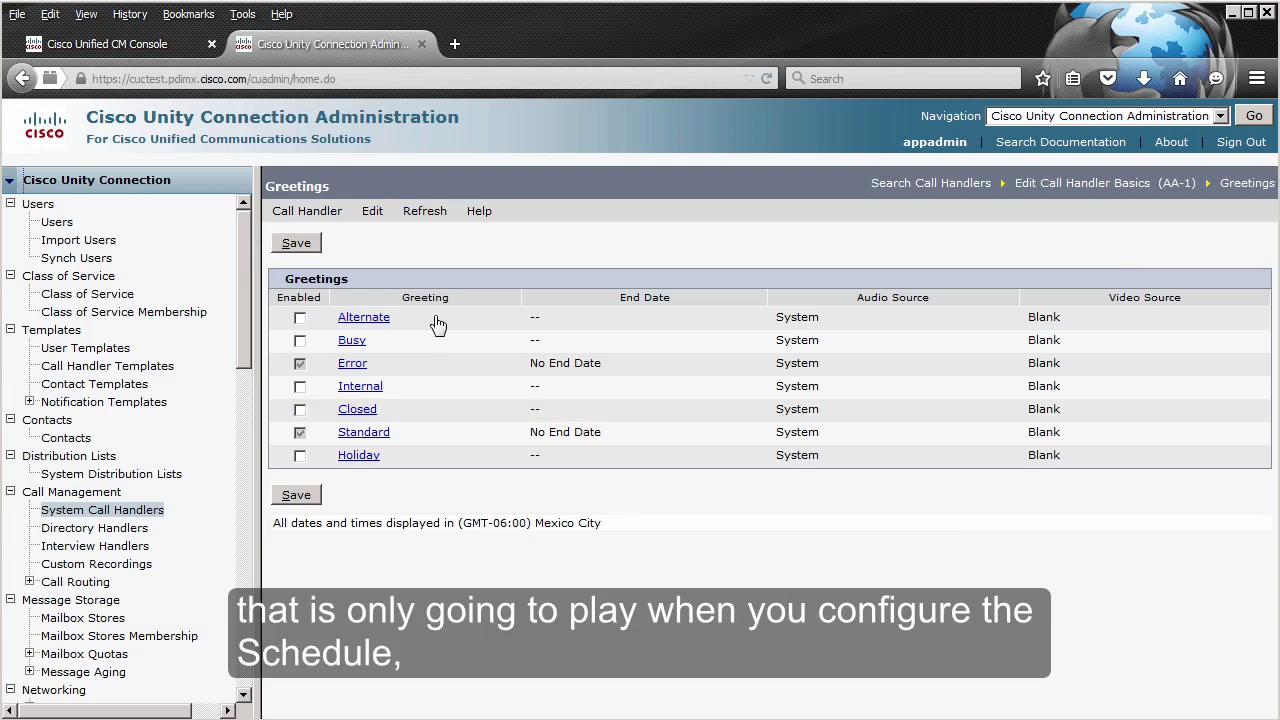 File Edit View History Bookmarks Tools Help
Cisco Unified CM Console × Cisco Unity Connection Admin... × +
https://cuctest.pdimx.cisco.com/cuadmin/home.do Search
CISCO
Cisco Unity Connection Administration
For Cisco Unified Communications Solutions
Navigation Cisco Unity Connection Administration Go
appadmin Search Documentation About Sign Out
Cisco Unity Connection
Users
Users
Import Users
Synch Users
Class of Service
Class of Service
Class of Service Membership
Templates
User Templates
Call Handler Templates
Contact Templates
Notification Templates
Contacts
Contacts
Distribution Lists
System Distribution Lists
Call Management
System Call Handlers
Directory Handlers
Interview Handlers
Custom Recordings
Call Routing
Message Storage
Mailbox Stores
Mailbox Stores Membership
Mailbox Quotas
Message Aging
Networking
Greetings
Search Call Handlers Edit Call Handler Basics (AA-1) Greetings
Call Handler Edit Refresh Help
Save
Greetings
Enabled Greeting End Date Audio Source Video Source
Alternate -- System Blank
Busy -- System Blank
Error No End Date System Blank
Internal -- System Blank
Closed -- System Blank
Standard No End Date System Blank
Holiday -- System Blank
Save
All dates and times displayed in (GMT-06:00) Mexico City
that is only going to play when you configure the
Schedule,